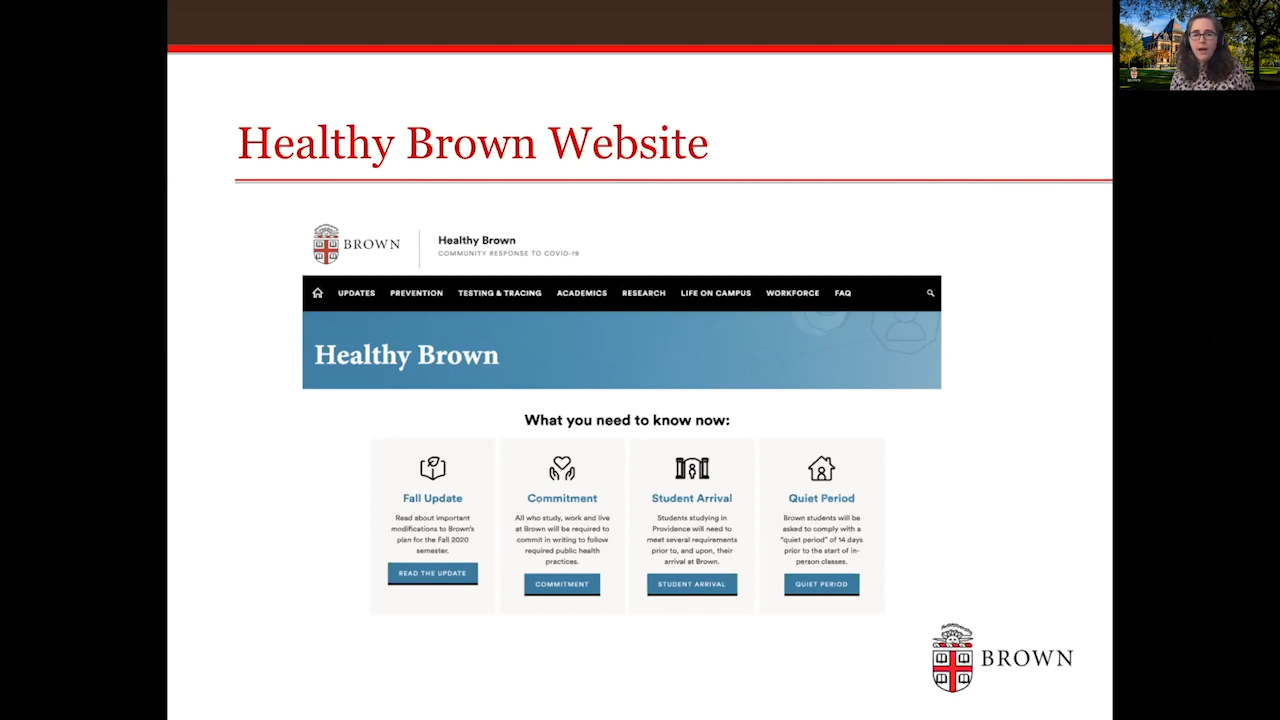 Healthy Brown Website
BROWN
Healthy Brown
COMMUNITY RESPONSE TO COVID-19
UPDATES PREVENTION TESTING & TRACING ACADEMICS RESEARCH LIFE ON CAMPUS WORKFORCE FAQ
Healthy Brown
What you need to know now:
Fall Update
Read about important
modifications to Brown's
plan for the Fall 2020
semester.
READ THE UPDATE
Commitment
All who study, work and live
at Brown will be required to
commit in writing to follow
required public health
practices.
COMMITMENT
Student Arrival
Students studying in
Providence will need to
meet several requirements
prior to, and upon, their
arrival at Brown.
STUDENT ARRIVAL
Quiet Period
Brown students will be
asked to comply with a
"quiet period" of 14 days
prior to the start of in-
person classes.
QUIET PERIOD
BROWN